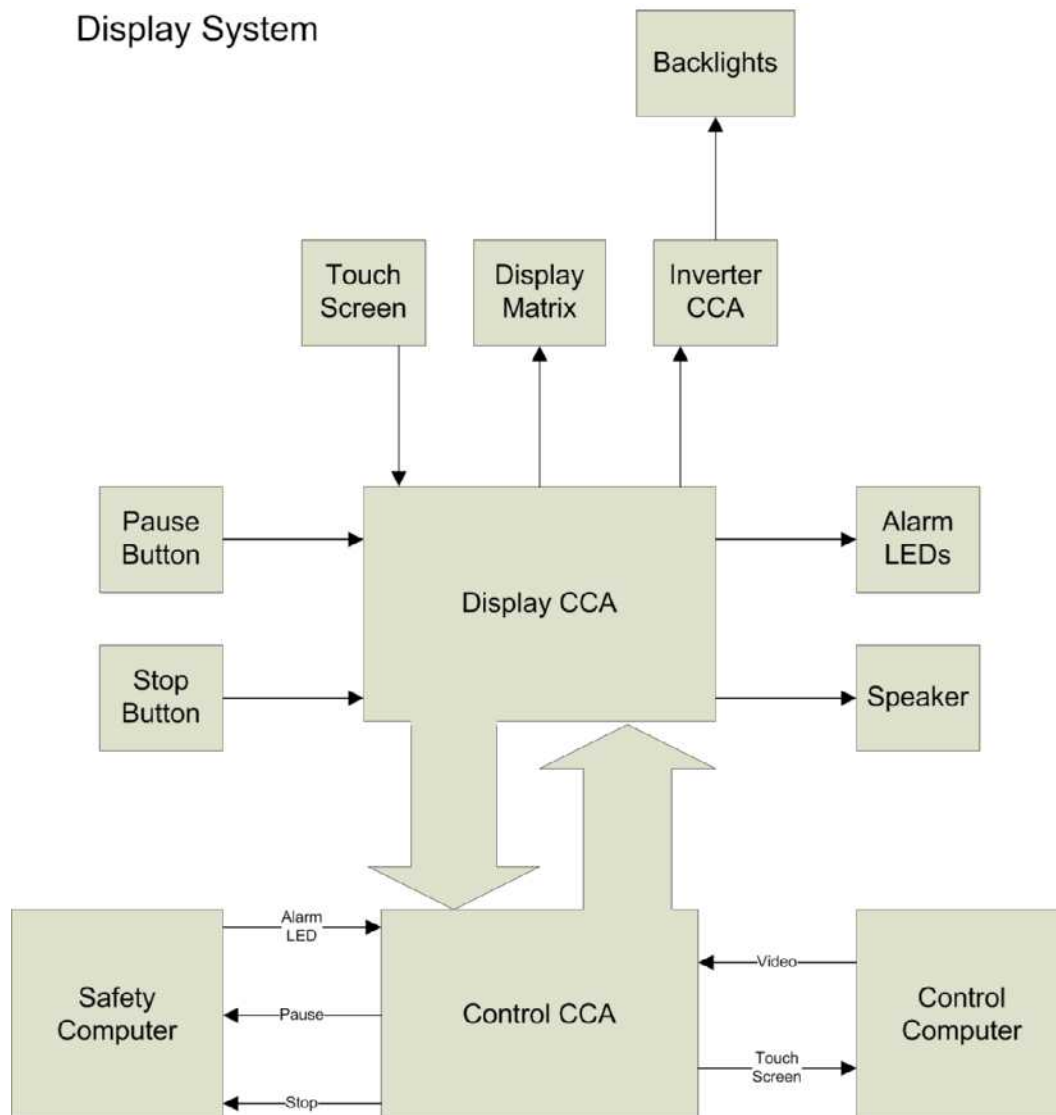 Display System
Backlights
Touch
Screen
Display
Matrix
Inverter
CCA
Pause
Button
Display CCA
Alarm
LEDs
Stop
Button
Speaker
Safety
Computer
Alarm
LED
Pause
Stop
Control CCA
Video
Touch
Screen
Control
Computer